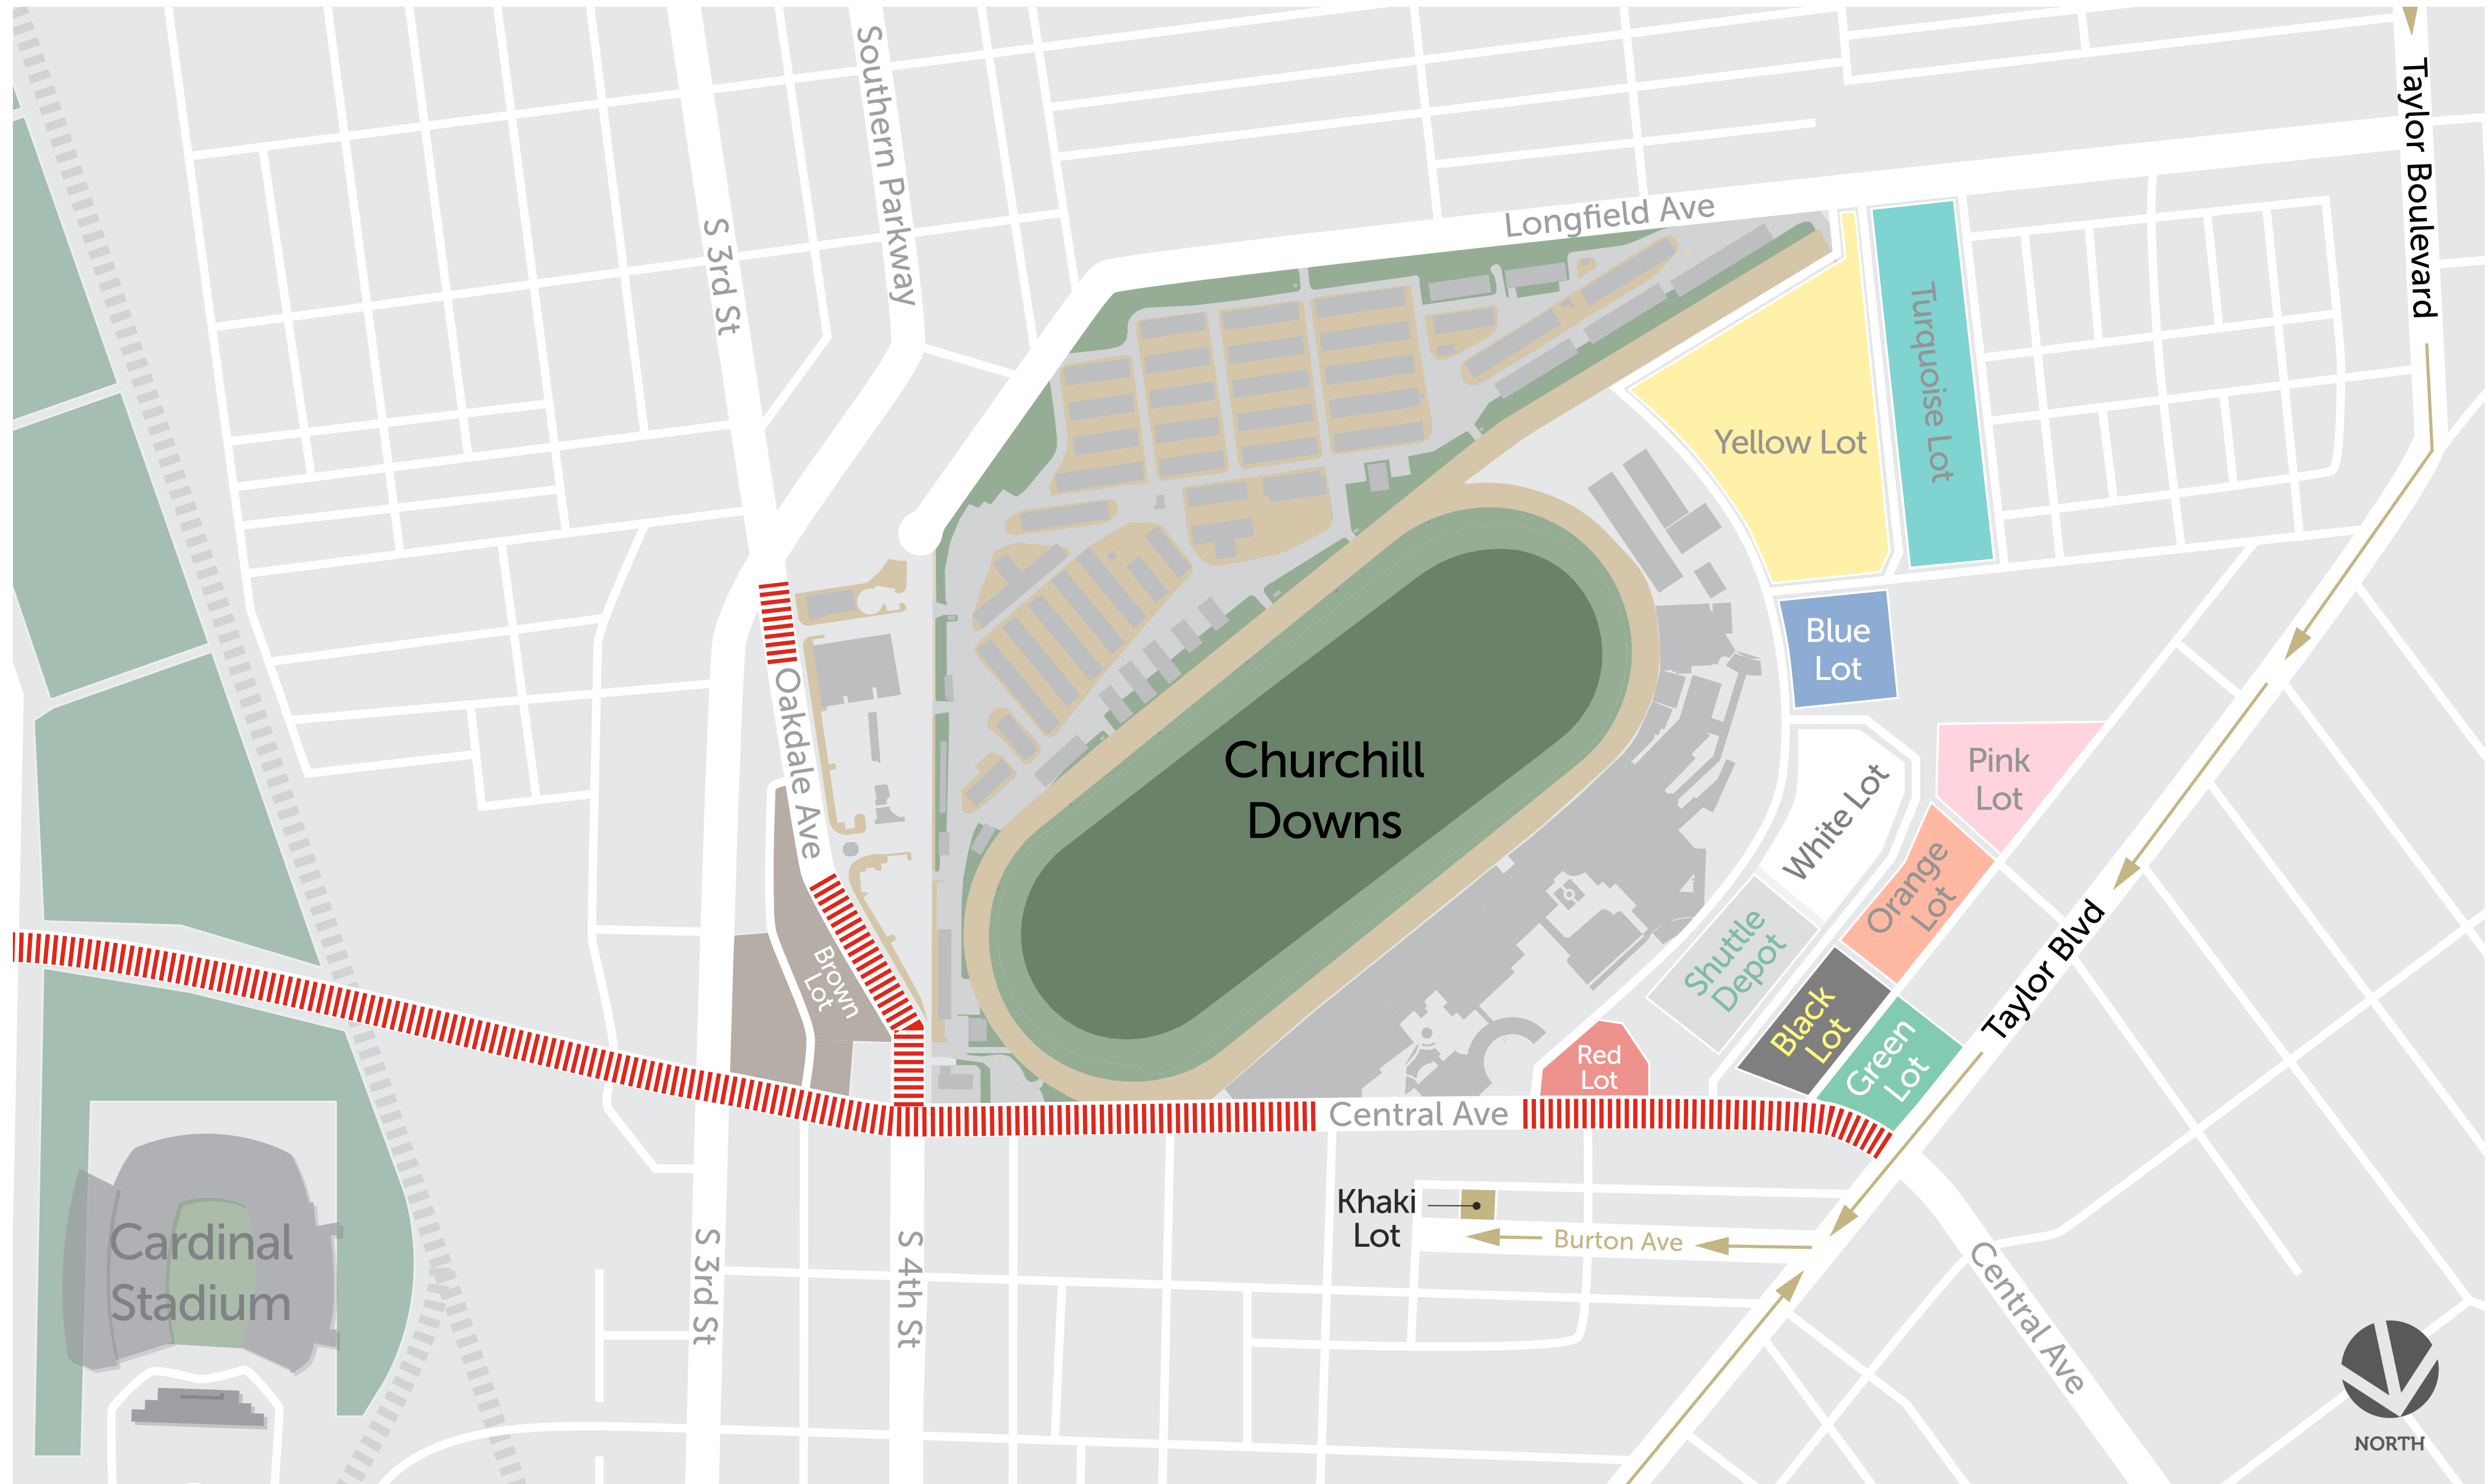 Taylor Boulevard
Southern Parkway
S 3rd St
Longfield Ave
Turquoise Lot
Yellow Lot
Blue
Lot
Oakdale Ave
Churchill
Downs
Pink
Lot
White Lot
Orange
Lot
Shuttle
Depot
Brown
Lot
Black
Lot
Green
Lot
Taylor Blvd
Red
Lot
Central Ave
Khaki
Lot
Burton Ave
Cardinal
Stadium
S 3rd St
S 4th St
Central Ave
NORTH